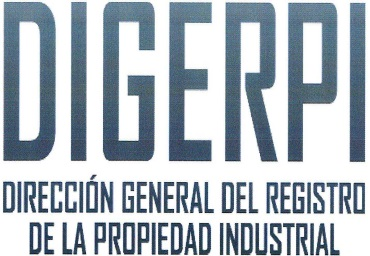 DIGERPI
DIRECCIÓN GENERAL DEL REGISTRO
DE LA PROPIEDAD INDUSTRIAL